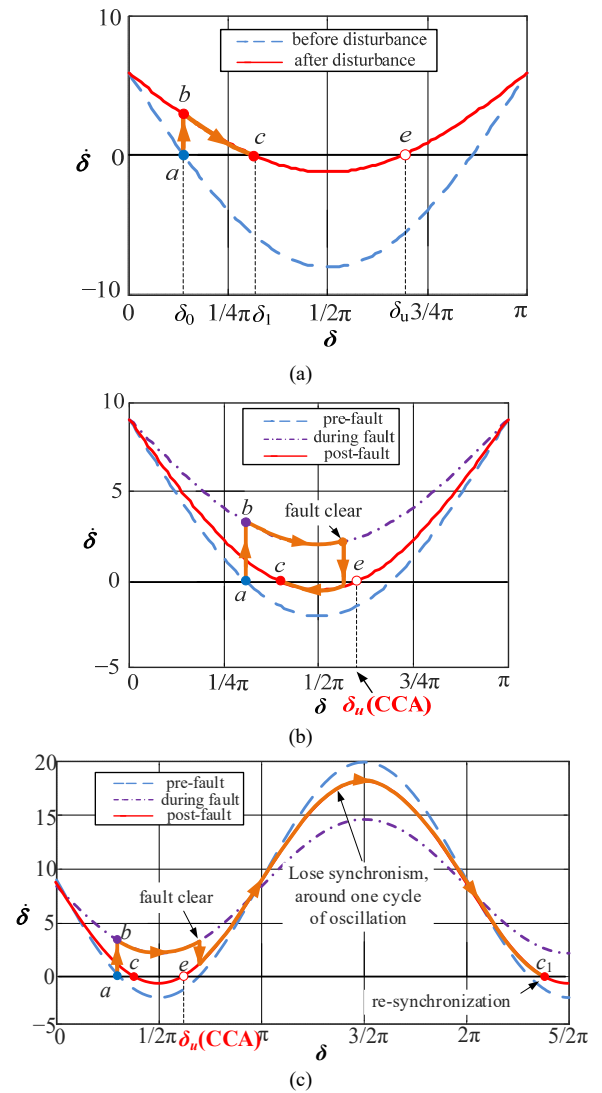 10
before disturbance
after disturbance
b
c
e
δ̇
0
a
−10
0
δ0
1/4π
δ1
1/2π
δu
3/4π
π
δ
(a)
10
pre-fault
during fault
post-fault
5
b
fault clear
δ̇
c
e
0
a
−5
0
1/4π
1/2π
3/4π
π
δ
δu(CCA)
(b)
20
pre-fault
during fault
post-fault
15
Lose synchronism,
around one cycle
of oscillation
10
fault clear
δ̇
5
b
c
e
c1
0
a
re-synchronization
−5
0
1/2π
π
3/2π
2π
5/2π
δu(CCA)
δ
(c)